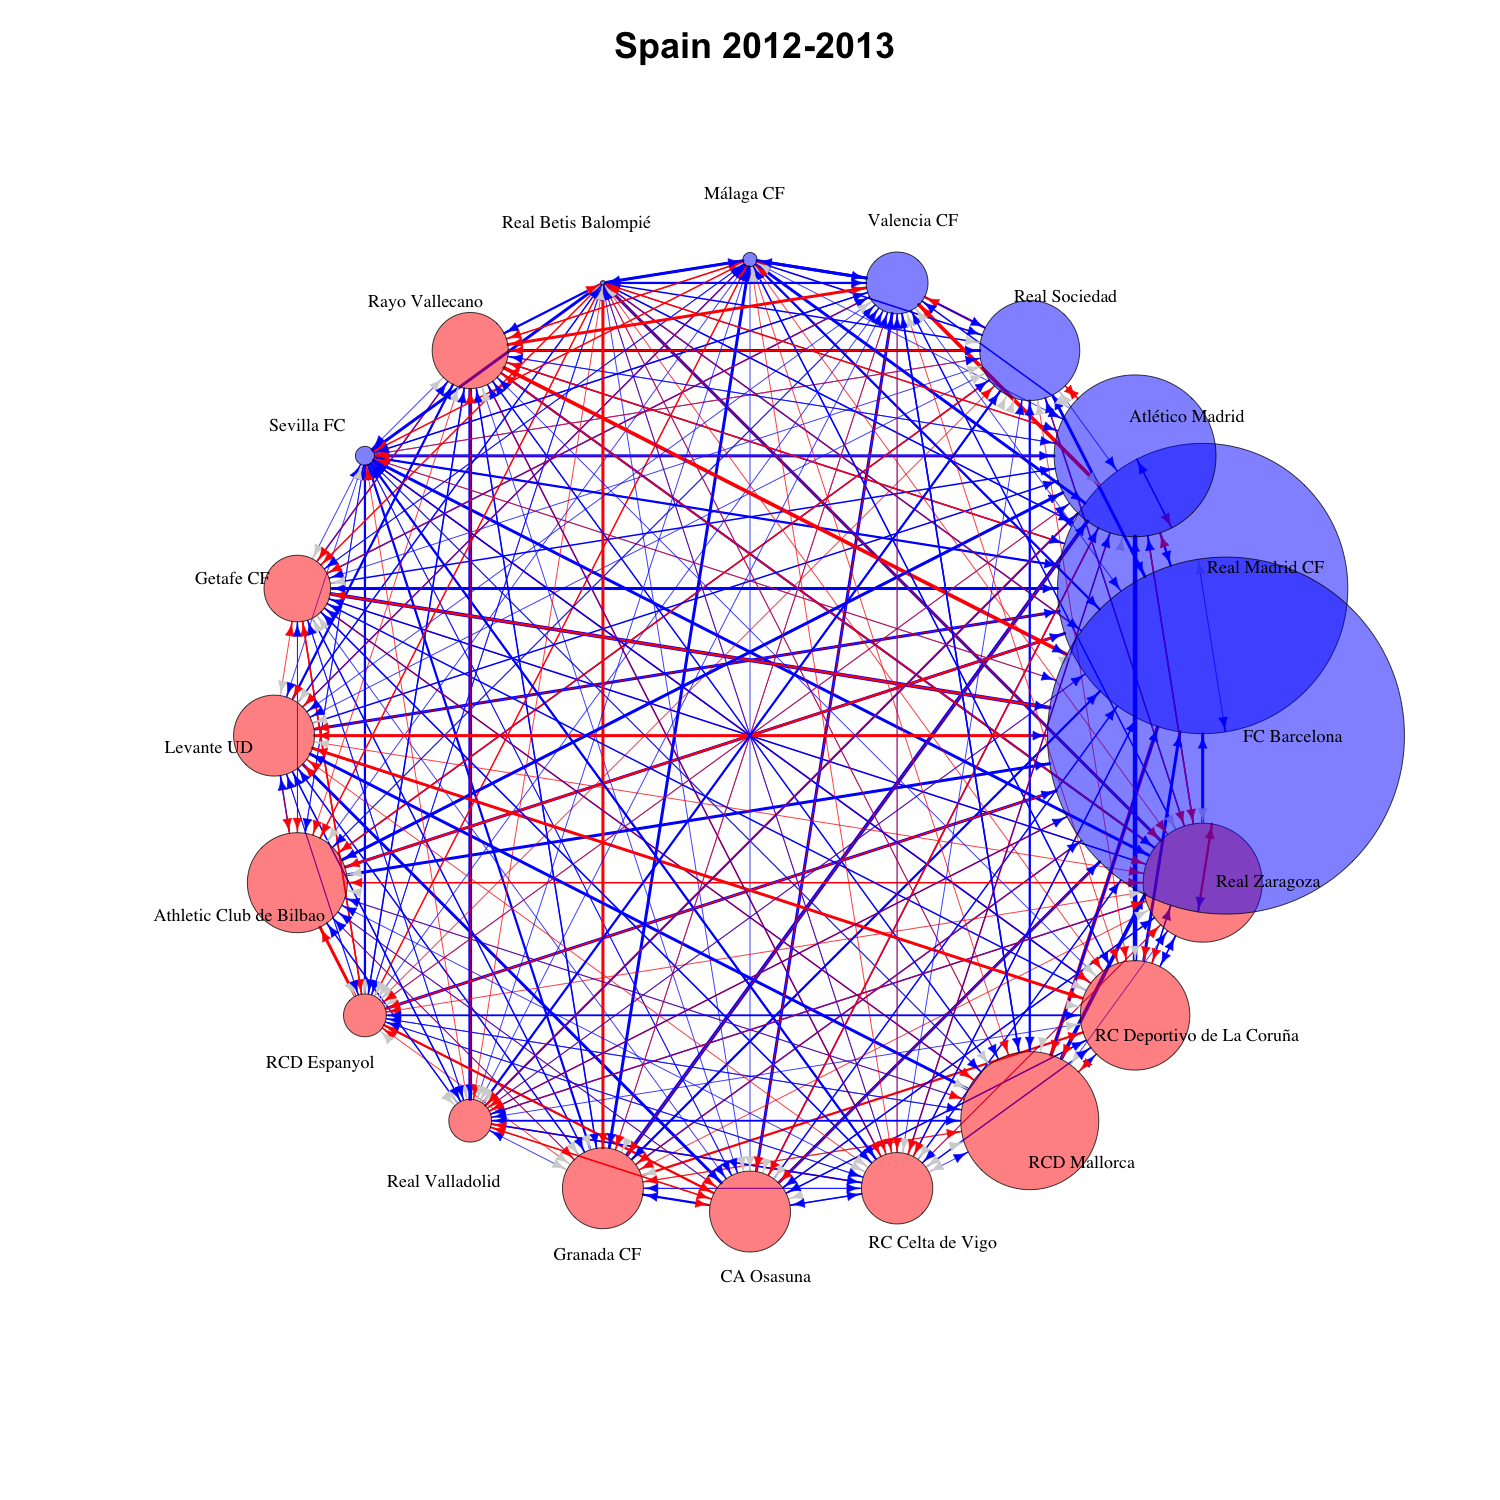 Spain 2012-2013
Málaga CF
Valencia CF
Real Betis Balompié
Real Sociedad
Rayo Vallecano
Atlético Madrid
Sevilla FC
Real Madrid CF
Getafe CF
FC Barcelona
Levante UD
Real Zaragoza
Athletic Club de Bilbao
RC Deportivo de La Coruña
RCD Espanyol
RCD Mallorca
Real Valladolid
RC Celta de Vigo
Granada CF
CA Osasuna